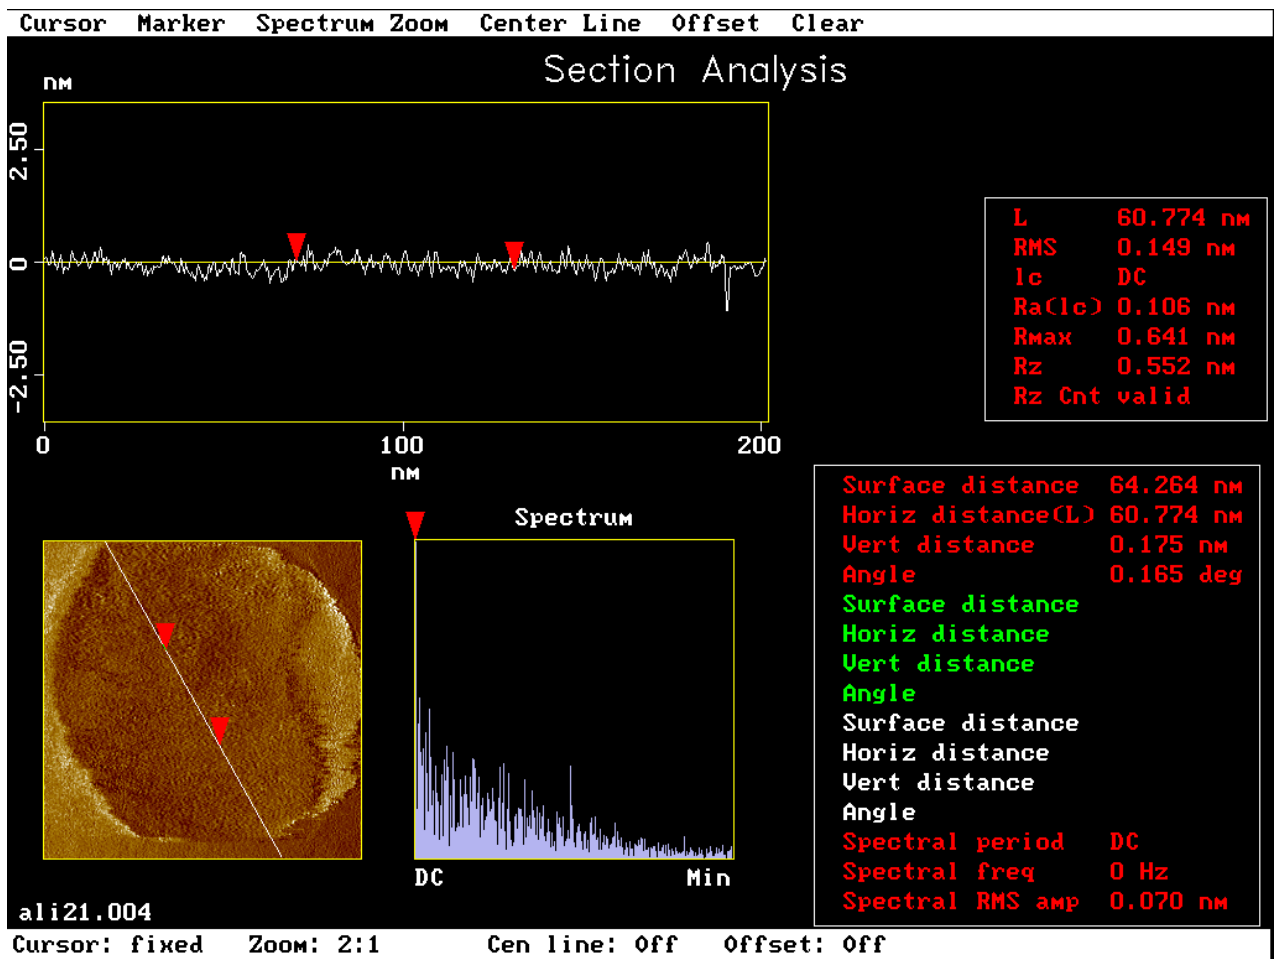 Cursor Marker Spectrum Zoom Center Line Offset Clear
Section Analysis
nM
2.50
0
-2.50
0 100 200
nM
L 60.774 nM
RMS 0.149 nM
lc DC
Ra(lc) 0.106 nM
Rmax 0.641 nM
Rz 0.552 nM
Rz Cnt valid
Spectrum
DC Min
Surface distance 64.264 nM
Horiz distance(L) 60.774 nM
Vert distance 0.175 nM
Angle 0.165 deg
Surface distance
Horiz distance
Vert distance
Angle
Surface distance
Horiz distance
Vert distance
Angle
Spectral period DC
Spectral freq 0 Hz
Spectral RMS amp 0.070 nM
ali21.004
Cursor: fixed Zoom: 2:1 Cen line: Off Offset: Off